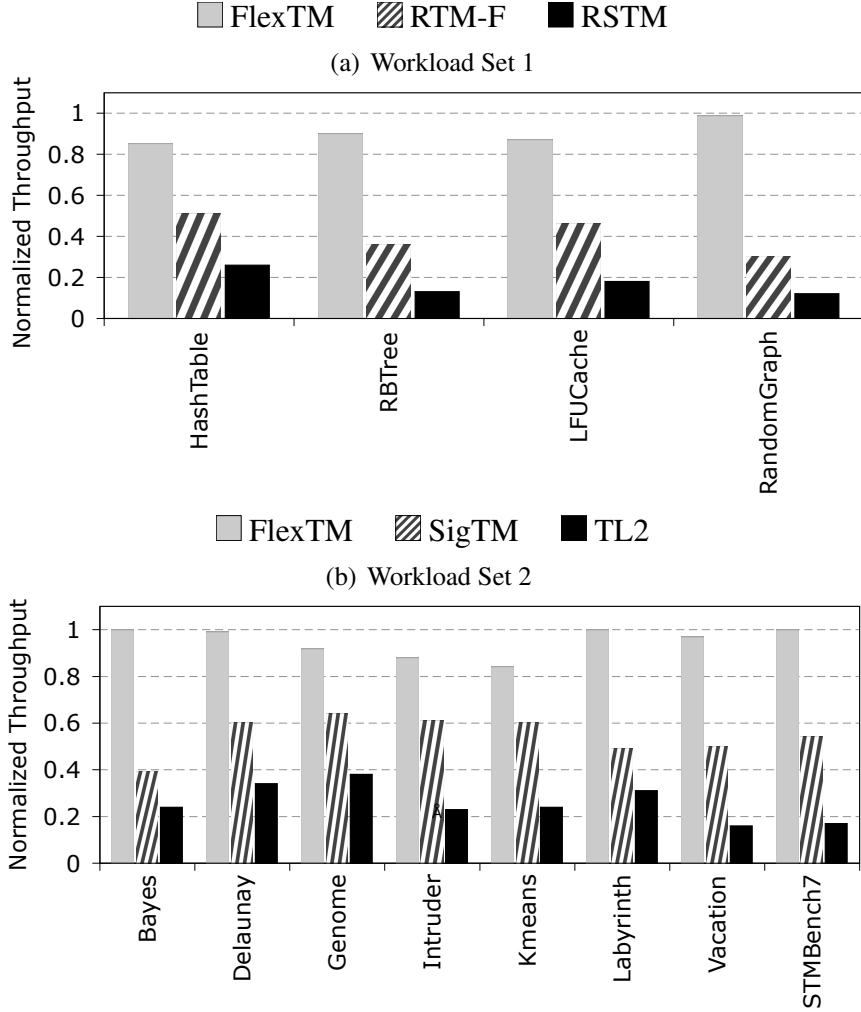 FlexTM RTM-F RSTM
(a) Workload Set 1
Normalized Throughput
1
0.8
0.6
0.4
0.2
0
HashTable
RBTree
LFUCache
RandomGraph
FlexTM SigTM TL2
(b) Workload Set 2
Normalized Throughput
1
0.8
0.6
0.4
0.2
0
Å
Bayes
Delaunay
Genome
Intruder
Kmeans
Labyrinth
Vacation
STMBench7